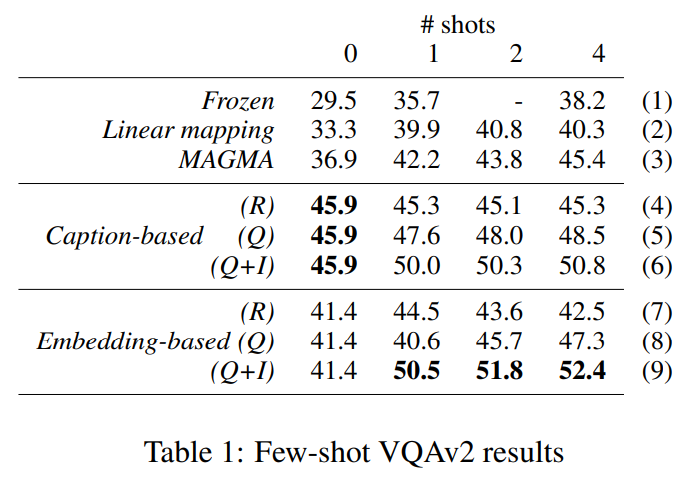 # shots
0 1 2 4
Frozen 29.5 35.7 - 38.2 (1)
Linear mapping 33.3 39.9 40.8 40.3 (2)
MAGMA 36.9 42.2 43.8 45.4 (3)
(R) 45.9 45.3 45.1 45.3 (4)
Caption-based (Q) 45.9 47.6 48.0 48.5 (5)
(Q+I) 45.9 50.0 50.3 50.8 (6)
(R) 41.4 44.5 43.6 42.5 (7)
Embedding-based (Q) 41.4 40.6 45.7 47.3 (8)
(Q+I) 41.4 50.5 51.8 52.4 (9)
Table 1: Few-shot VQAv2 results